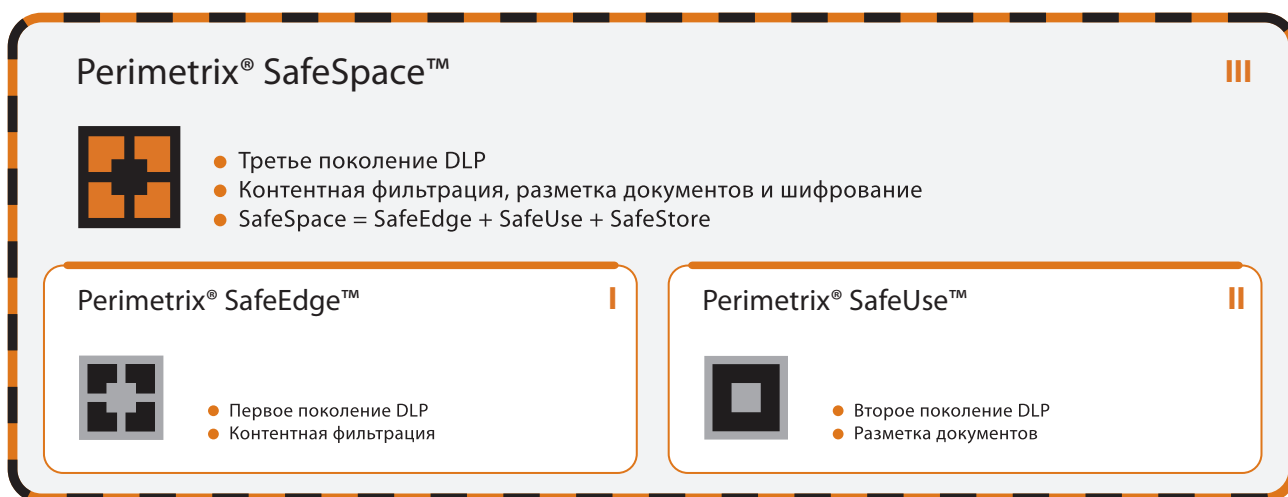 Perimetrix® SafeSpace™
III
Третье поколение DLP
Контентная фильтрация, разметка документов и шифрование
SafeSpace = SafeEdge + SafeUse + SafeStore
Perimetrix® SafeEdge™
I
Первое поколение DLP
Контентная фильтрация
Perimetrix® SafeUse™
II
Второе поколение DLP
Разметка документов